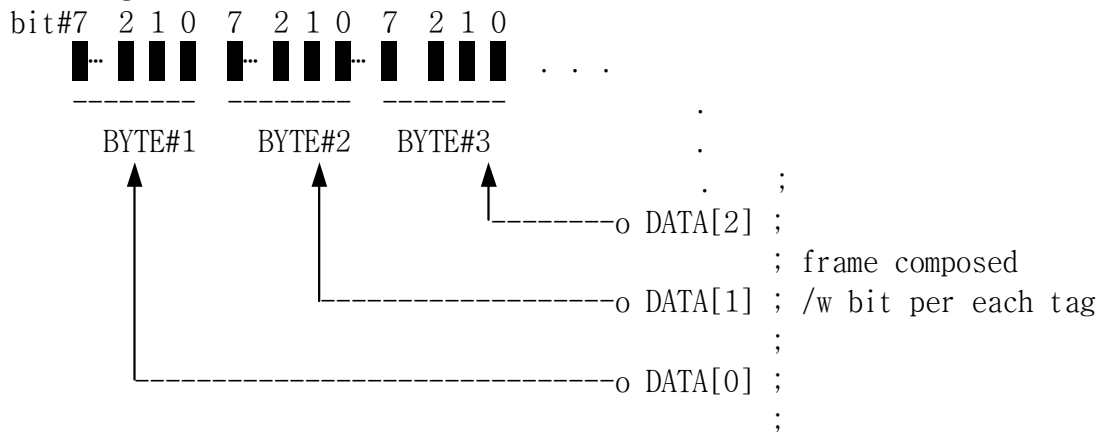 bit#7 2 1 0 7 2 1 0 7 2 1 0
… … … . . .
-------- -------- -------- .
BYTE#1 BYTE#2 BYTE#3 .
. ;
--------o DATA[2] ;
; frame composed
-------------------o DATA[1] ; /w bit per each tag
;
-------------------------------o DATA[0] ;
;